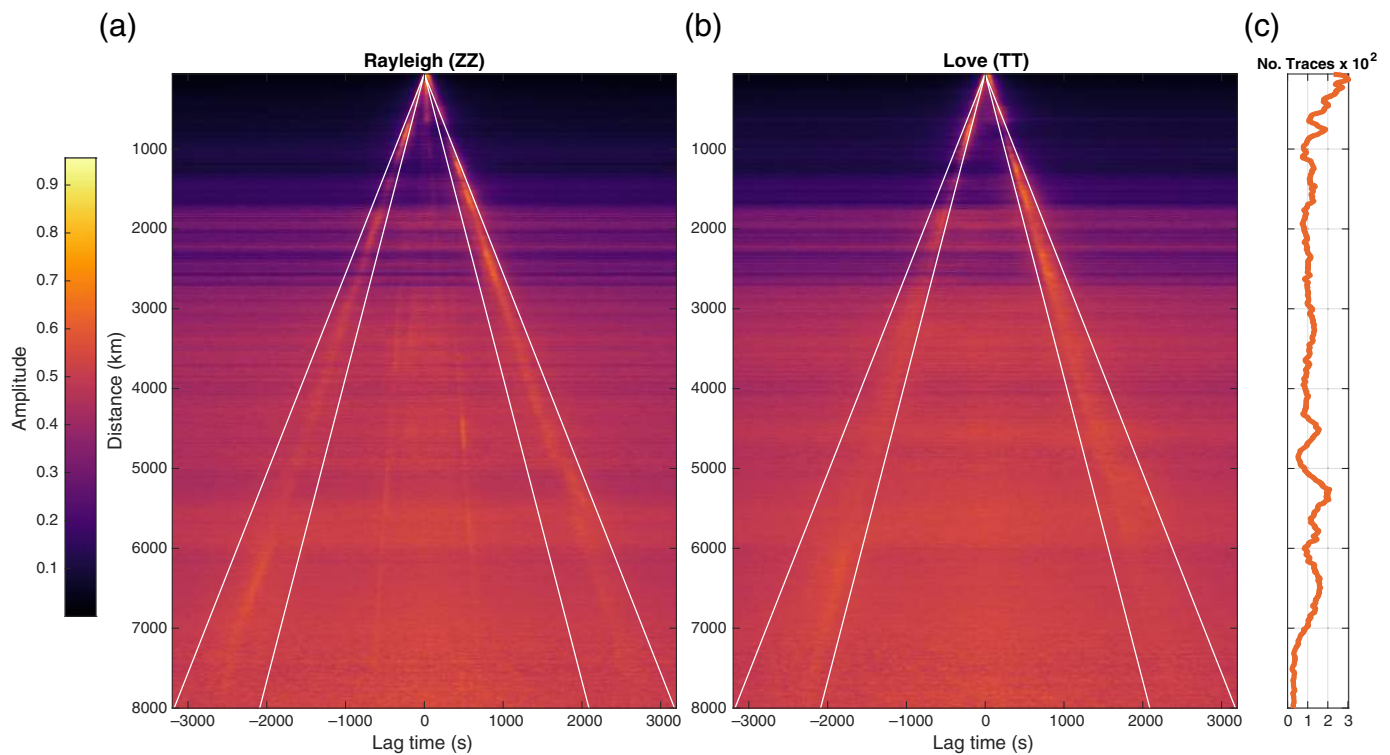 (a)
(b)
(c)
Rayleigh (ZZ)
Love (TT)
No. Traces x 10²
Amplitude
0.9
0.8
0.7
0.6
0.5
0.4
0.3
0.2
0.1
Distance (km)
1000
2000
3000
4000
5000
6000
7000
8000
−3000 −2000 −1000 0 1000 2000 3000
Lag time (s)
1000
2000
3000
4000
5000
6000
7000
8000
−3000 −2000 −1000 0 1000 2000 3000
Lag time (s)
0 1 2 3